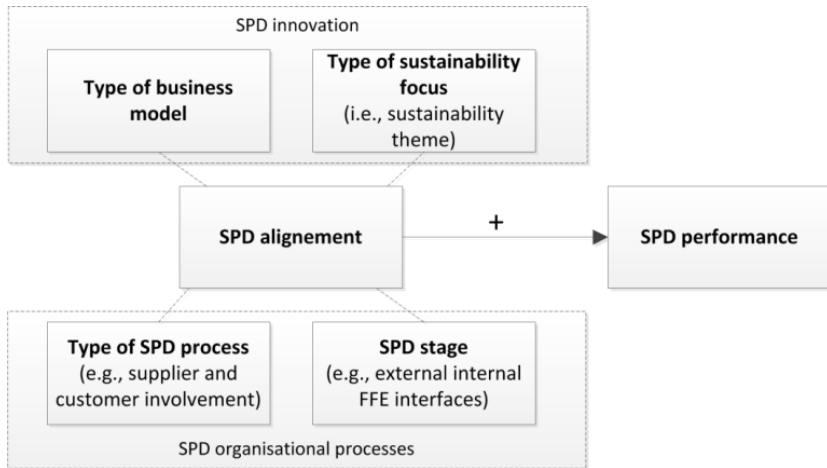 SPD innovation
Type of business
model
Type of sustainability
focus
(i.e., sustainability
theme)
SPD alignement
+
SPD performance
Type of SPD process
(e.g., supplier and
customer involvement)
SPD stage
(e.g., external internal
FFE interfaces)
SPD organisational processes